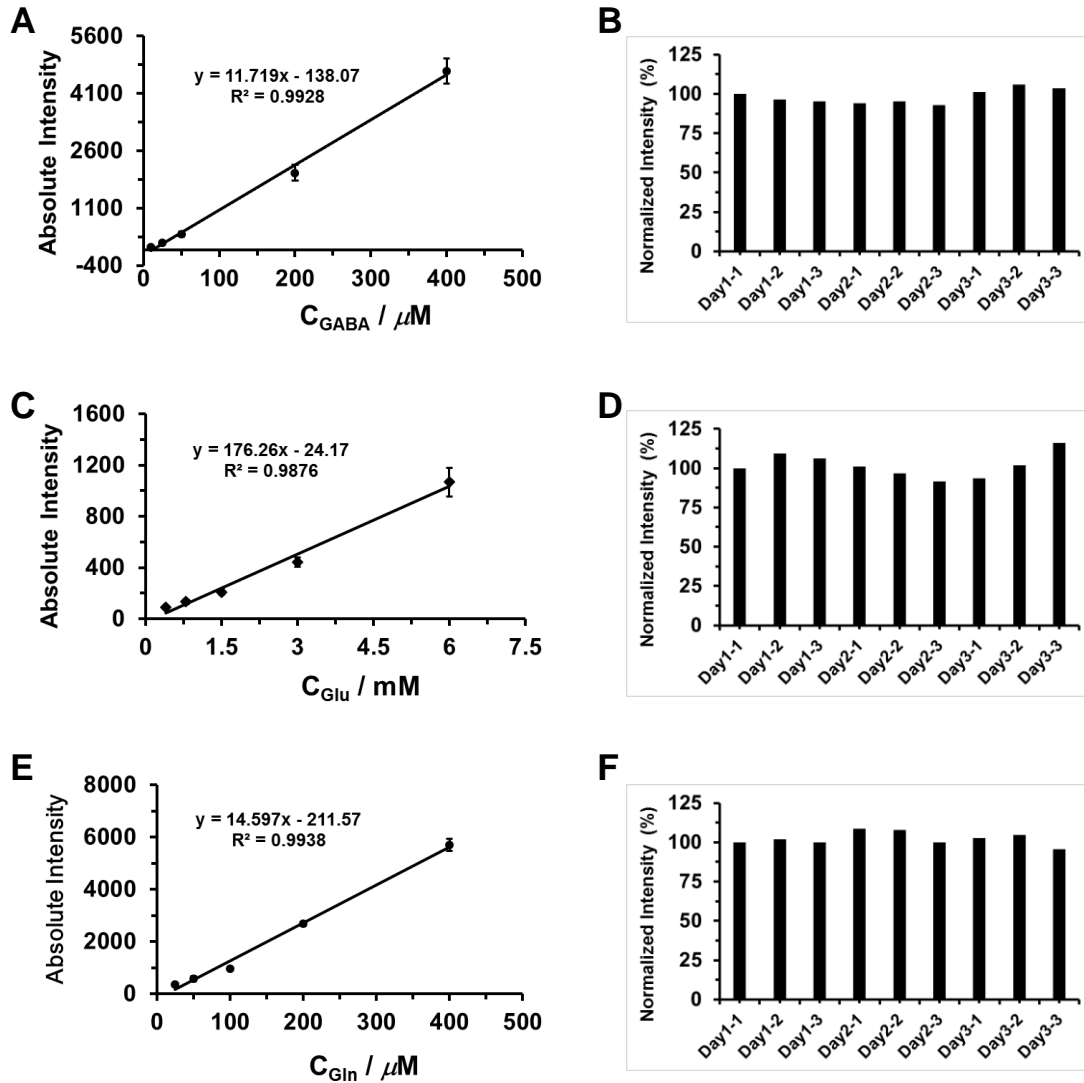 A
5600
4100
2600
1100
-400
Absolute Intensity
y = 11.719x - 138.07
R² = 0.9928
0 100 200 300 400 500
C_GABA / μM
B
125
100
75
50
25
0
Normalized Intensity (%)
Day1-1 Day1-2 Day1-3 Day2-1 Day2-2 Day2-3 Day3-1 Day3-2 Day3-3
C
1600
1200
800
400
0
Absolute Intensity
y = 176.26x - 24.17
R² = 0.9876
0 1.5 3 4.5 6 7.5
C_Glu / mM
D
125
100
75
50
25
0
Normalized Intensity (%)
Day1-1 Day1-2 Day1-3 Day2-1 Day2-2 Day2-3 Day3-1 Day3-2 Day3-3
E
8000
6000
4000
2000
0
Absolute Intensity
y = 14.597x - 211.57
R² = 0.9938
0 100 200 300 400 500
C_Gln / μM
F
125
100
75
50
25
0
Normalized Intensity (%)
Day1-1 Day1-2 Day1-3 Day2-1 Day2-2 Day2-3 Day3-1 Day3-2 Day3-3